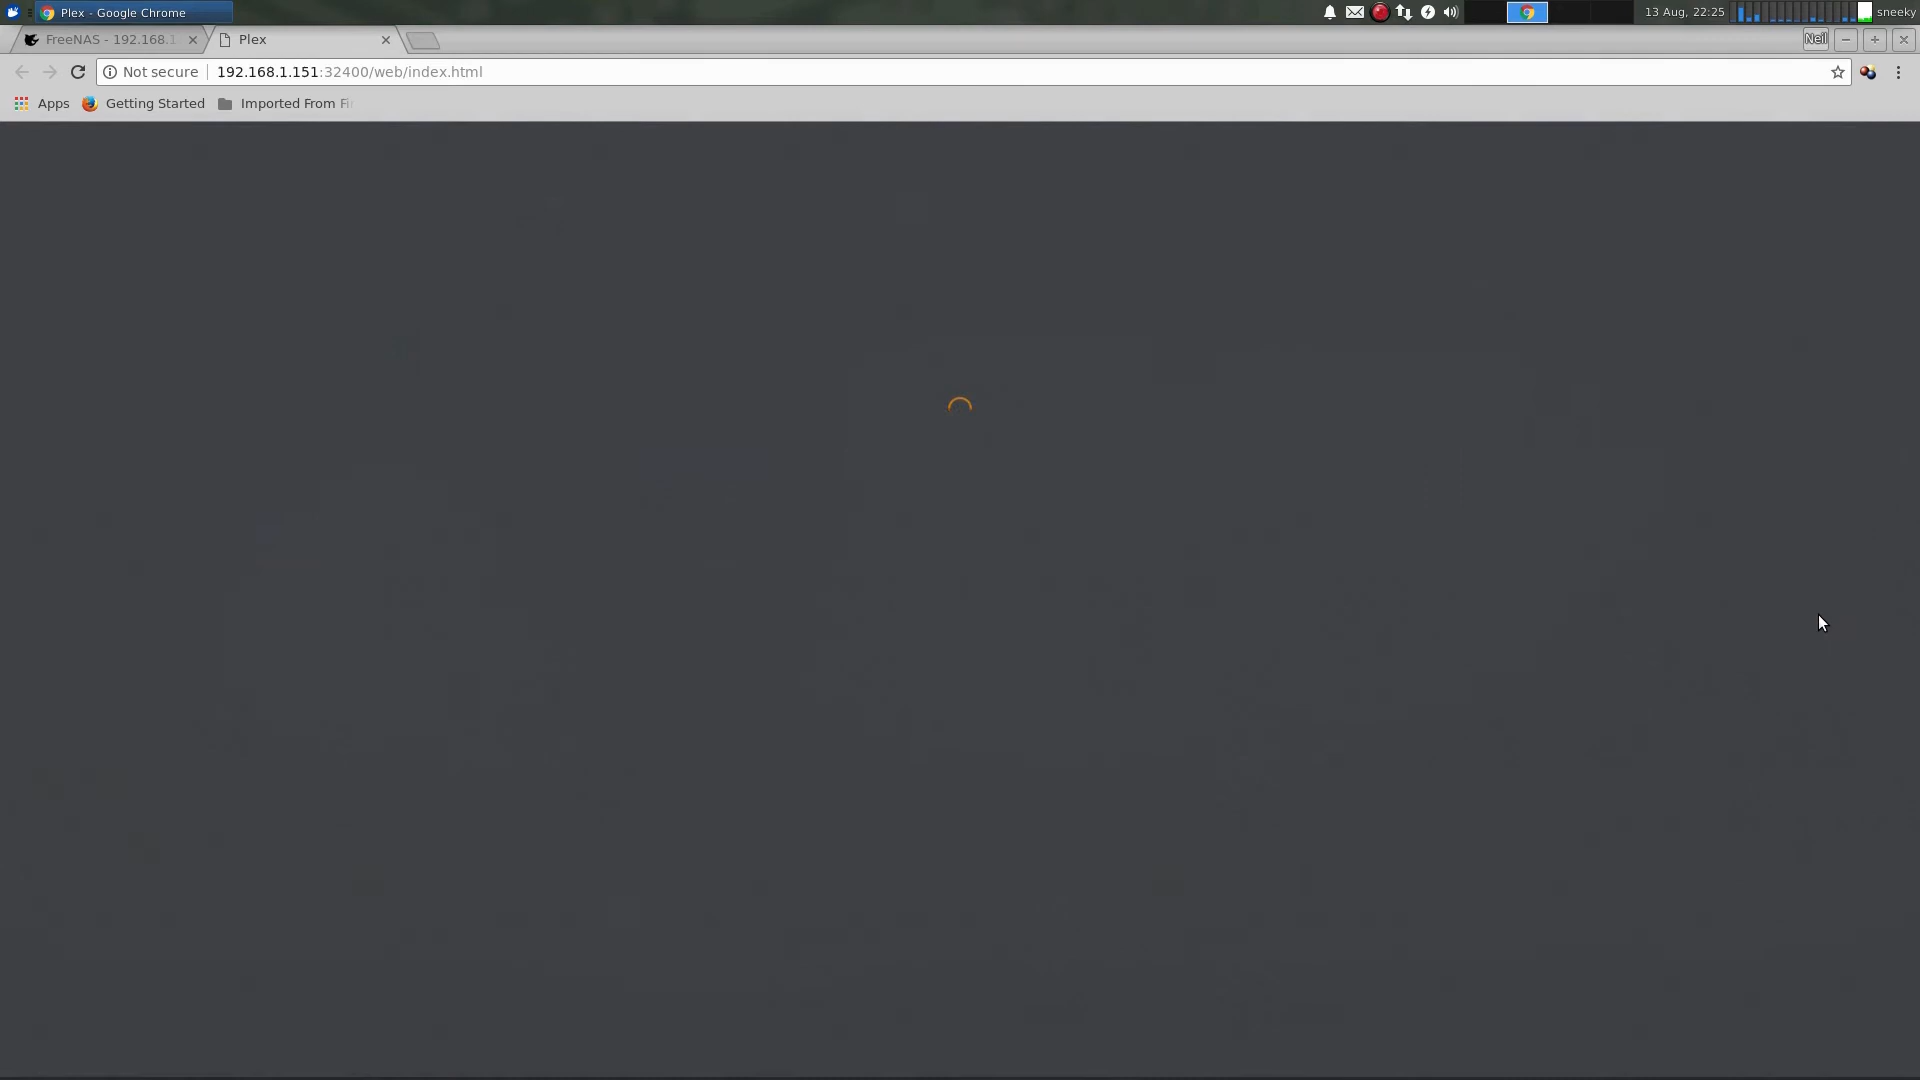 Plex - Google Chrome
13 Aug, 22:25
sneeky
FreeNAS - 192.168.1
Plex
Neil
Not secure
192.168.1.151:32400/web/index.html
Apps
Getting Started
Imported From Fi